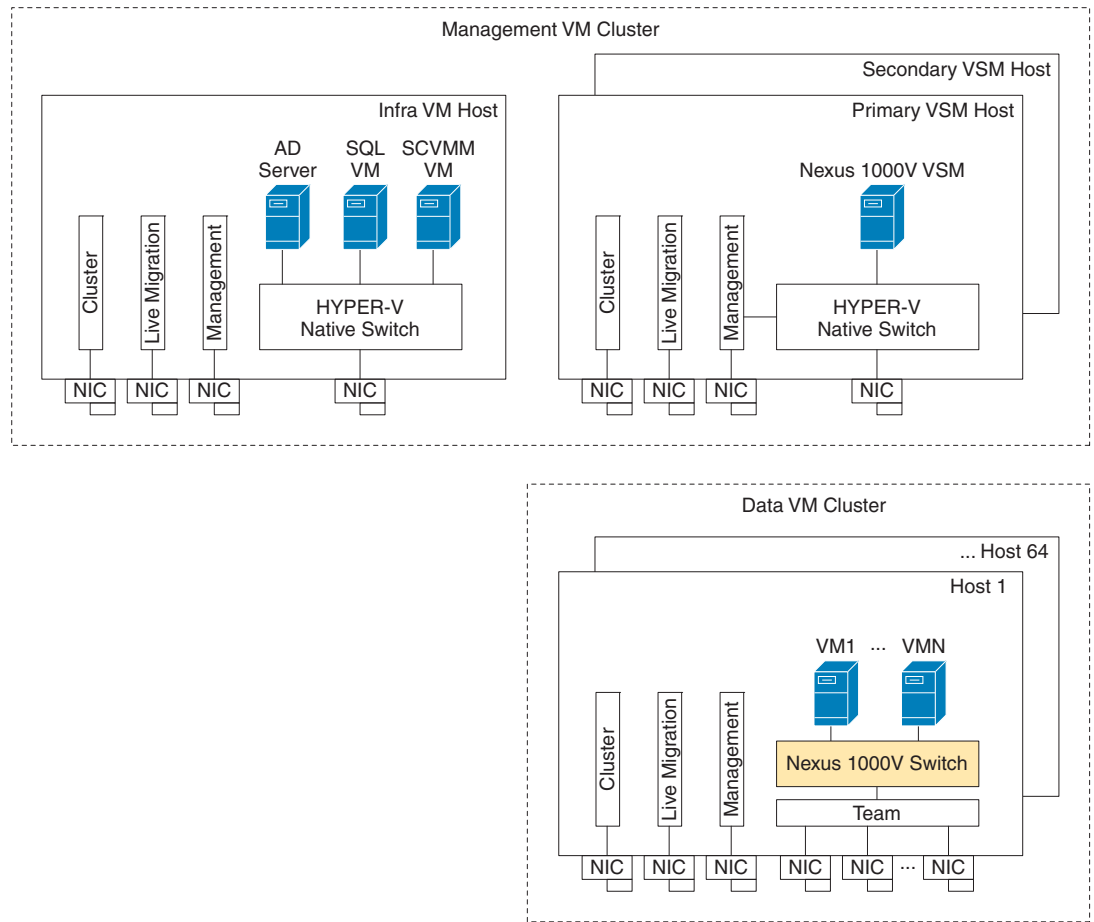 Management VM Cluster
Secondary VSM Host
Infra VM Host
Primary VSM Host
AD
Server
SQL
VM
SCVMM
VM
Nexus 1000V VSM
Cluster
Live Migration
Management
HYPER-V
Native Switch
Cluster
Live Migration
Management
HYPER-V
Native Switch
NIC
NIC
NIC
NIC
NIC
NIC
NIC
NIC
Data VM Cluster
... Host 64
Host 1
VM1 ... VMN
Cluster
Live Migration
Management
Nexus 1000V Switch
Team
NIC
NIC
NIC
NIC
NIC
...
NIC